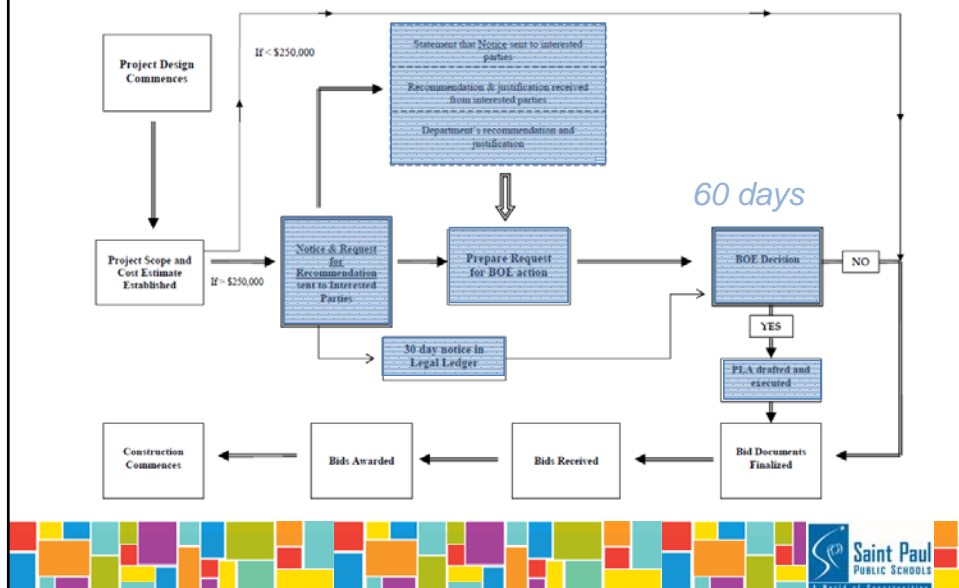 If < $250,000
Project Design
Commences
Statement that Notice sent to interested
parties
Recommendation & justification received
from interested parties
Department's recommendation and
justification
60 days
Project Scope and
Cost Estimate
Established
If > $250,000
Notice & Request
for
Recommendation
sent to Interested
Parties
Prepare Request
for BOE action
BOE Decision
NO
YES
30 day notice in
Legal Ledger
PLA drafted and
executed
Construction
Commences
Bids Awarded
Bids Received
Bid Documents
Finalized
Saint Paul
PUBLIC SCHOOLS
A World of Opportunities